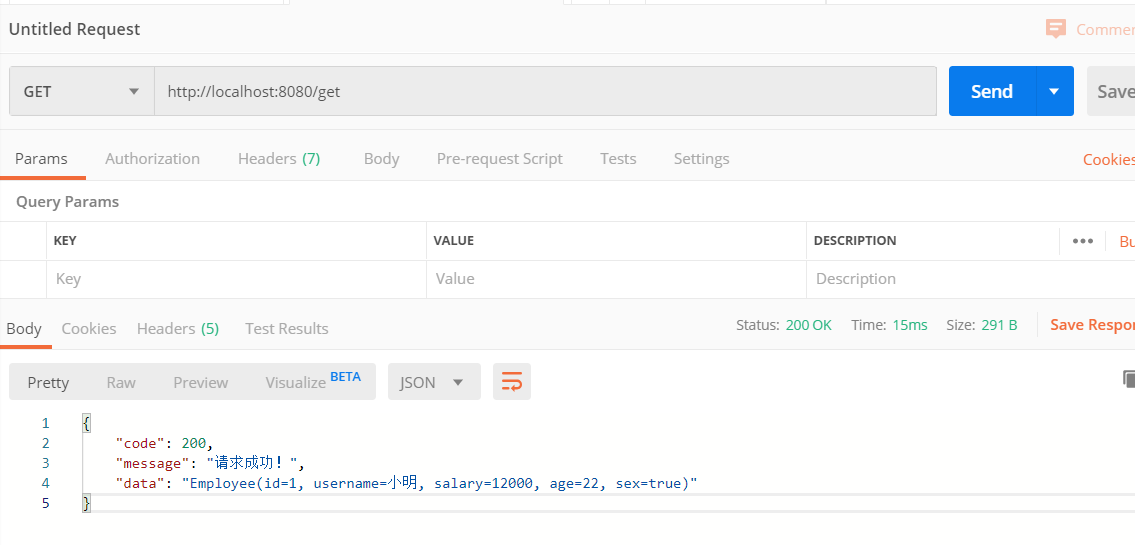 Untitled Request
Commen
GET http://localhost:8080/get Send Save
Params Authorization Headers (7) Body Pre-request Script Tests Settings Cookies
Query Params
KEY VALUE DESCRIPTION ••• Bu
Key Value Description
Body Cookies Headers (5) Test Results Status: 200 OK Time: 15ms Size: 291 B Save Respor
Pretty Raw Preview Visualize BETA JSON
1 {
2 "code": 200,
3 "message": "请求成功！",
4 "data": "Employee(id=1, username=小明, salary=12000, age=22, sex=true)"
5 }